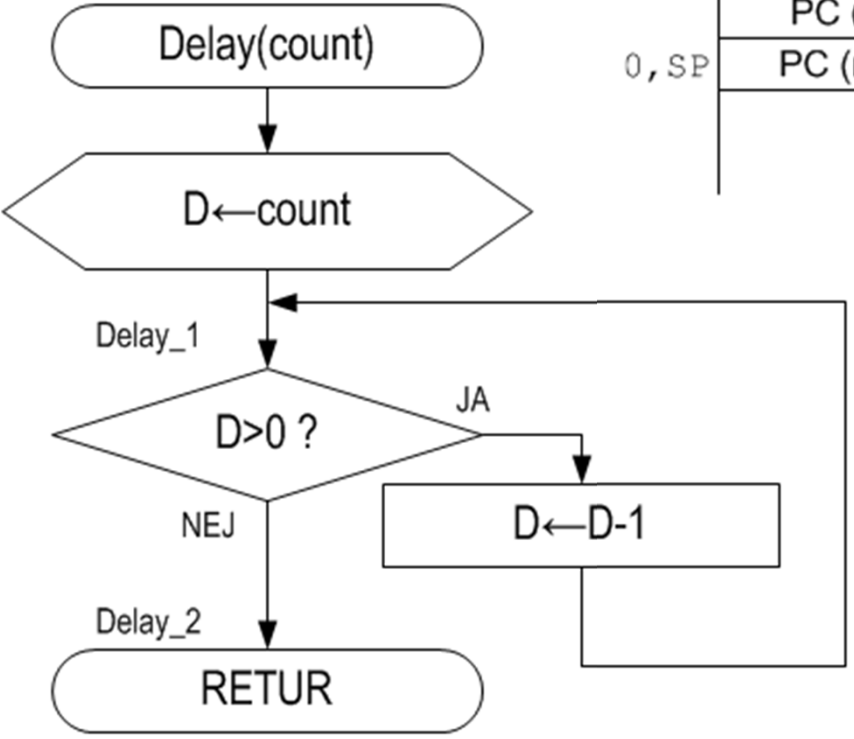 Delay(count)
PC (
0,SP
PC (
D←count
Delay_1
D>0 ?
JA
NEJ
D←D-1
Delay_2
RETUR